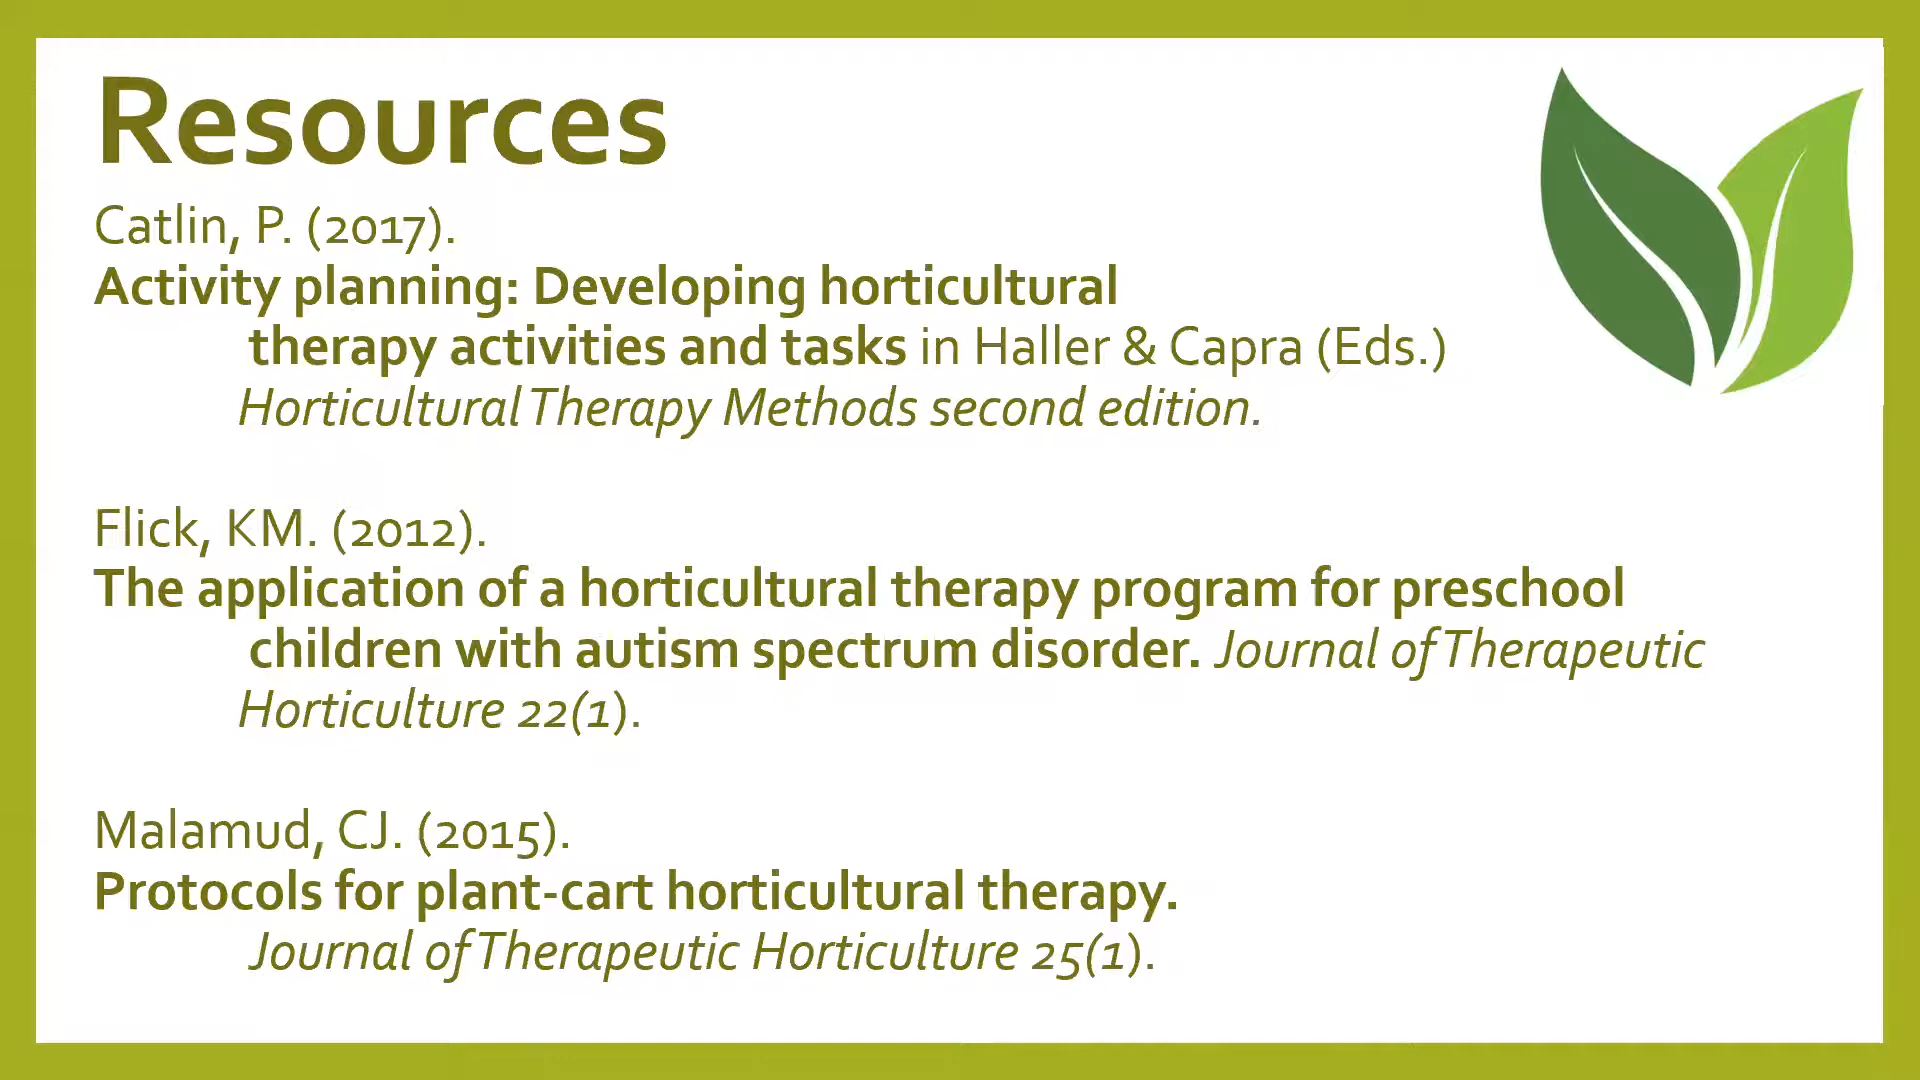 Resources
Catlin, P. (2017).
Activity planning: Developing horticultural
therapy activities and tasks in Haller & Capra (Eds.)
Horticultural Therapy Methods second edition.
Flick, KM. (2012).
The application of a horticultural therapy program for preschool
children with autism spectrum disorder. Journal of Therapeutic
Horticulture 22(1).
Malamud, CJ. (2015).
Protocols for plant-cart horticultural therapy.
Journal of Therapeutic Horticulture 25(1).